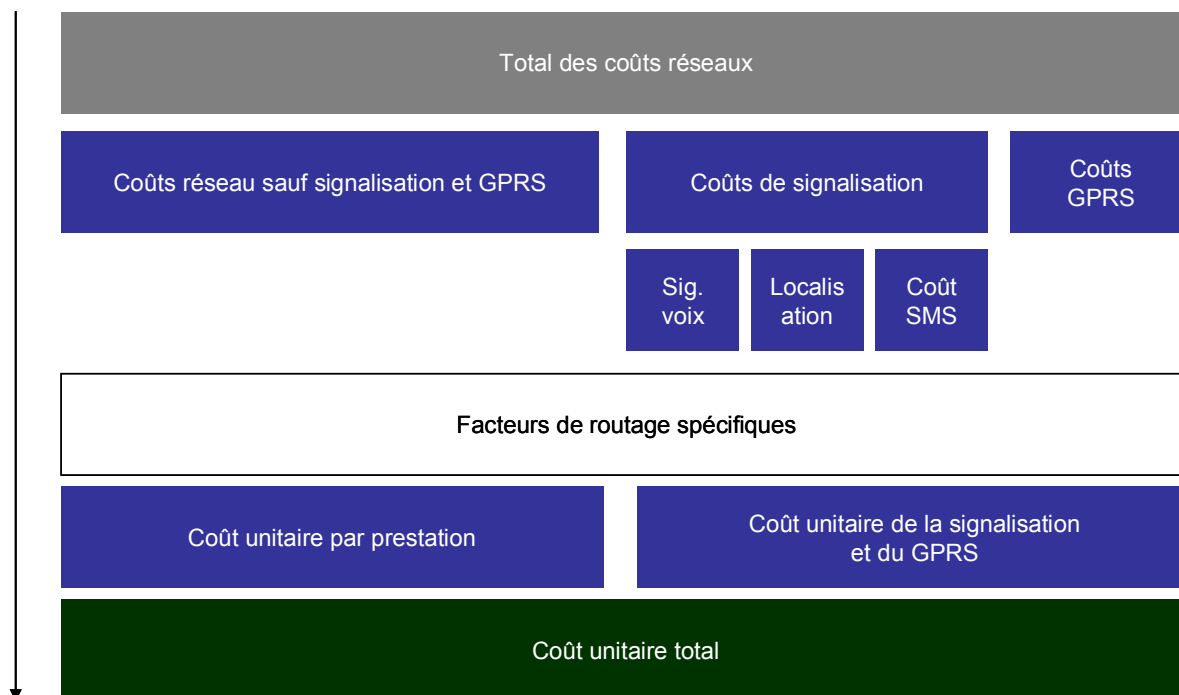 Total des coûts réseaux
Coûts réseau sauf signalisation et GPRS
Coûts de signalisation
Coûts
GPRS
Sig.
voix
Localis
ation
Coût
SMS
Facteurs de routage spécifiques
Coût unitaire par prestation
Coût unitaire de la signalisation
et du GPRS
Coût unitaire total